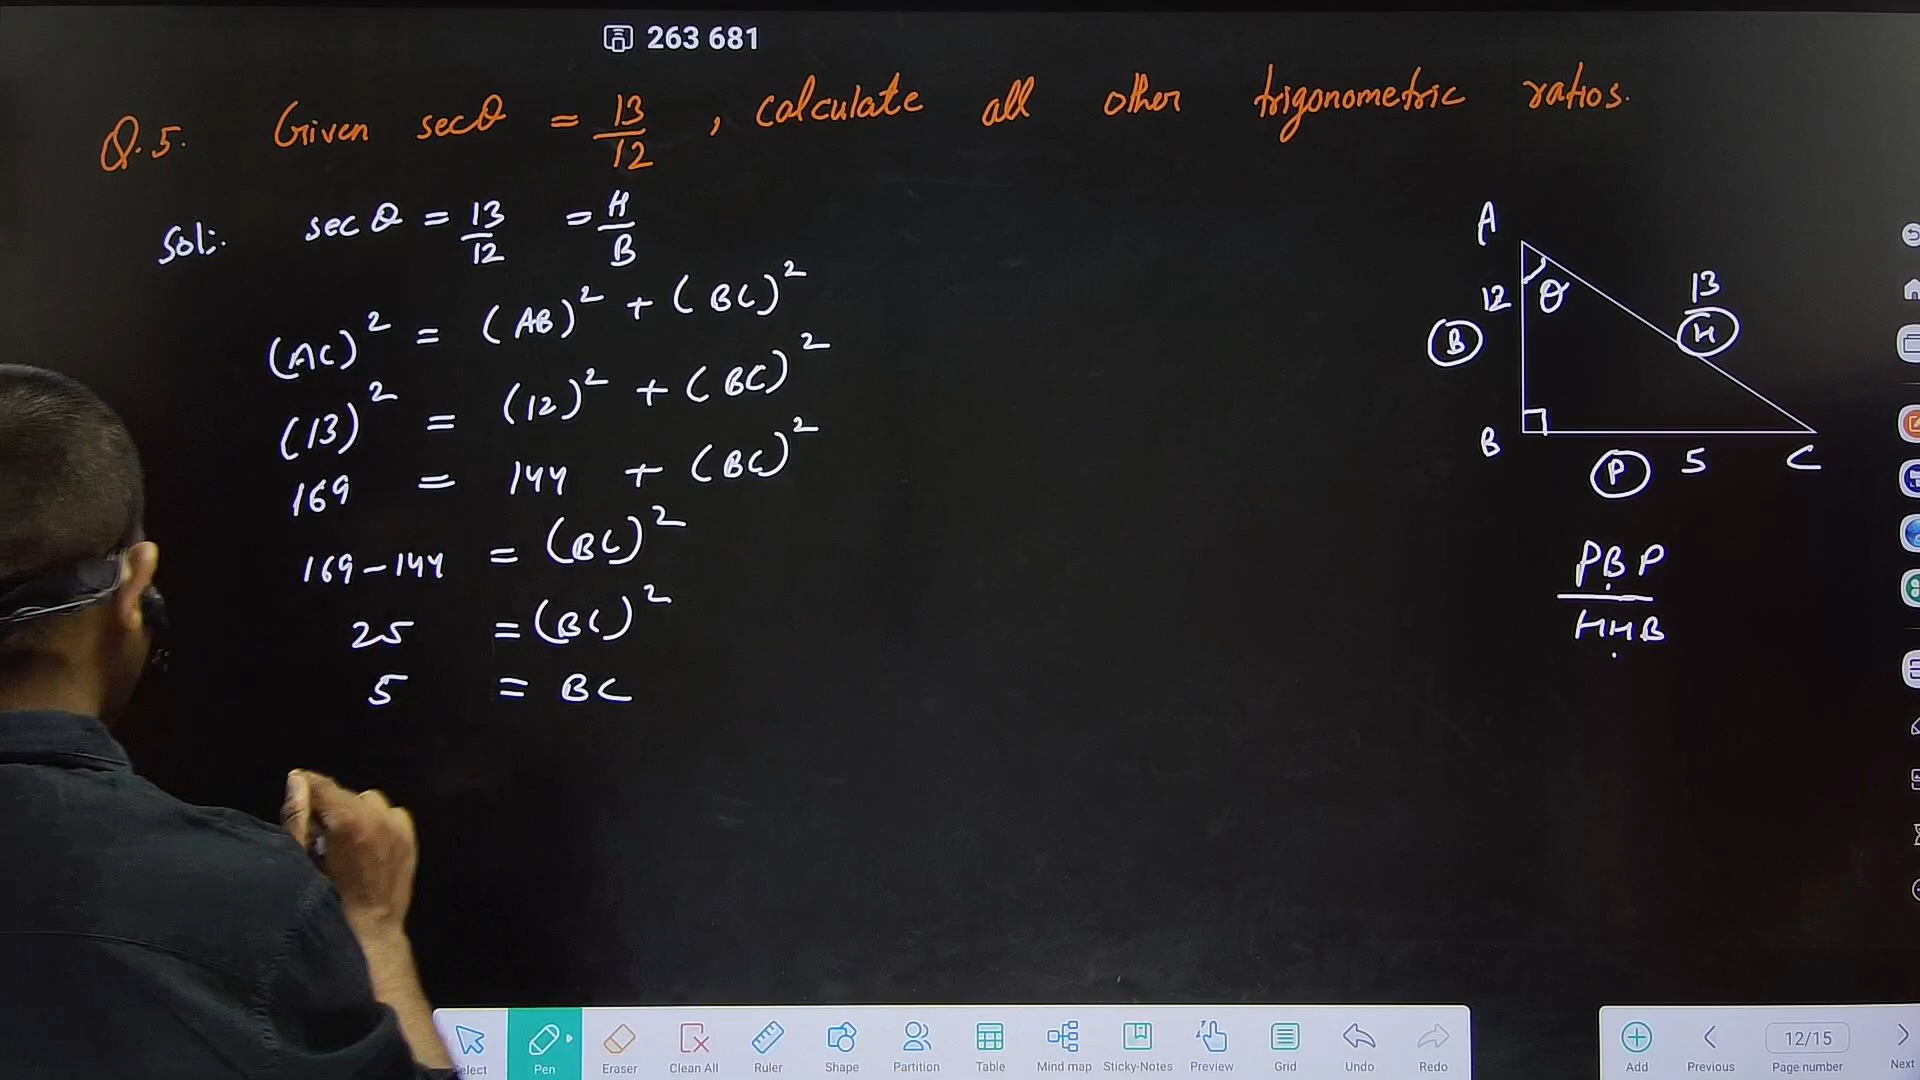 263 681
Q.5. Given secθ = 13/12, calculate all other trigonometric ratios.
Sol:. sec θ = 13/12 = H/B
(AC)² = (AB)² + (BC)²
(13)² = (12)² + (BC)²
169 = 144 + (BC)²
169-144 = (BC)²
25 = (BC)²
5 = BC
A
12 θ 13
B H
B P 5 C
PBP
HHB
elect Pen Eraser Clean All Ruler Shape Partition Table Mind map Sticky-Notes Preview Grid Undo Redo
Add Previous 12/15 Page number Next